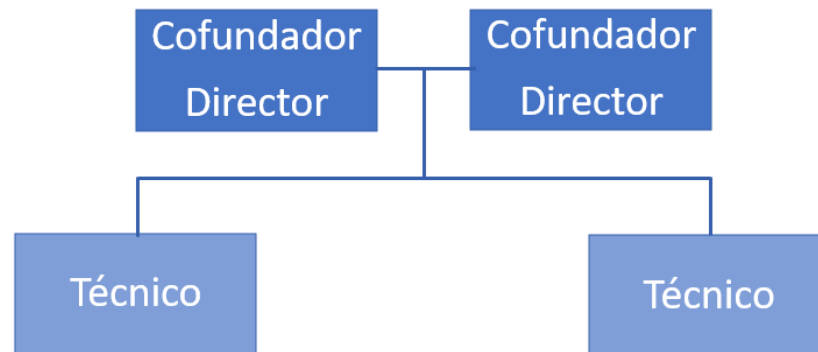 Cofundador
Director
Cofundador
Director
Técnico
Técnico